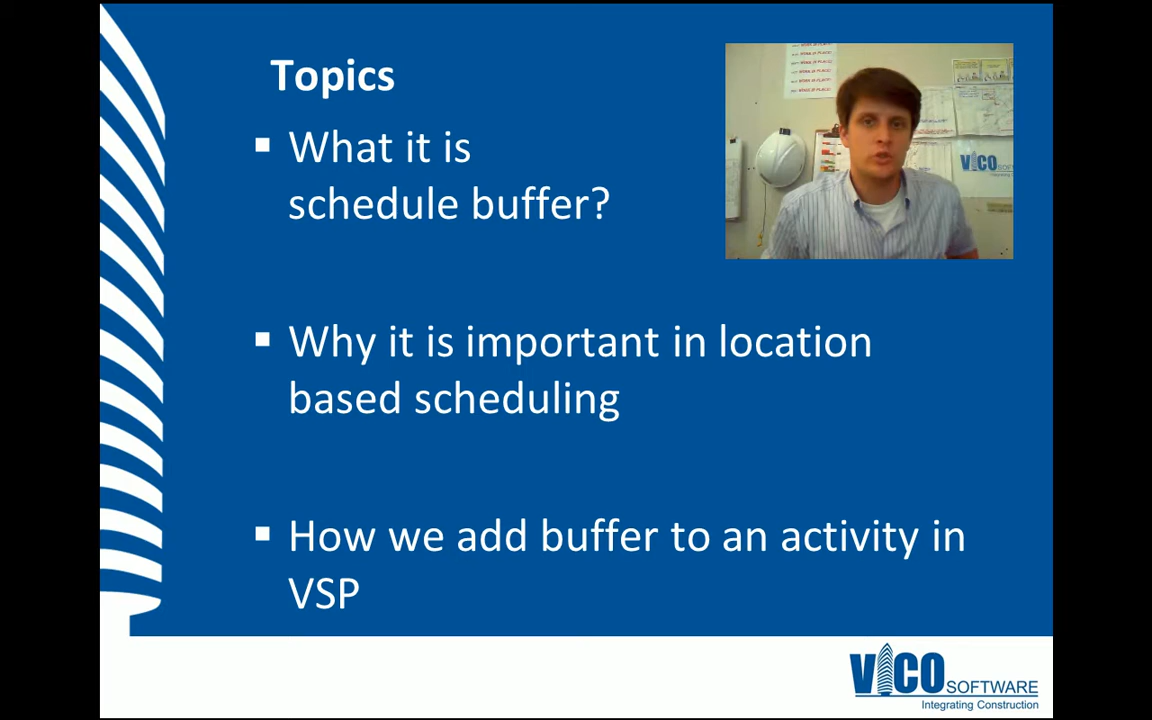 Topics
▪ What it is
schedule buffer?
▪ Why it is important in location
based scheduling
▪ How we add buffer to an activity in
VSP
VICO SOFTWARE
Integrating Construction